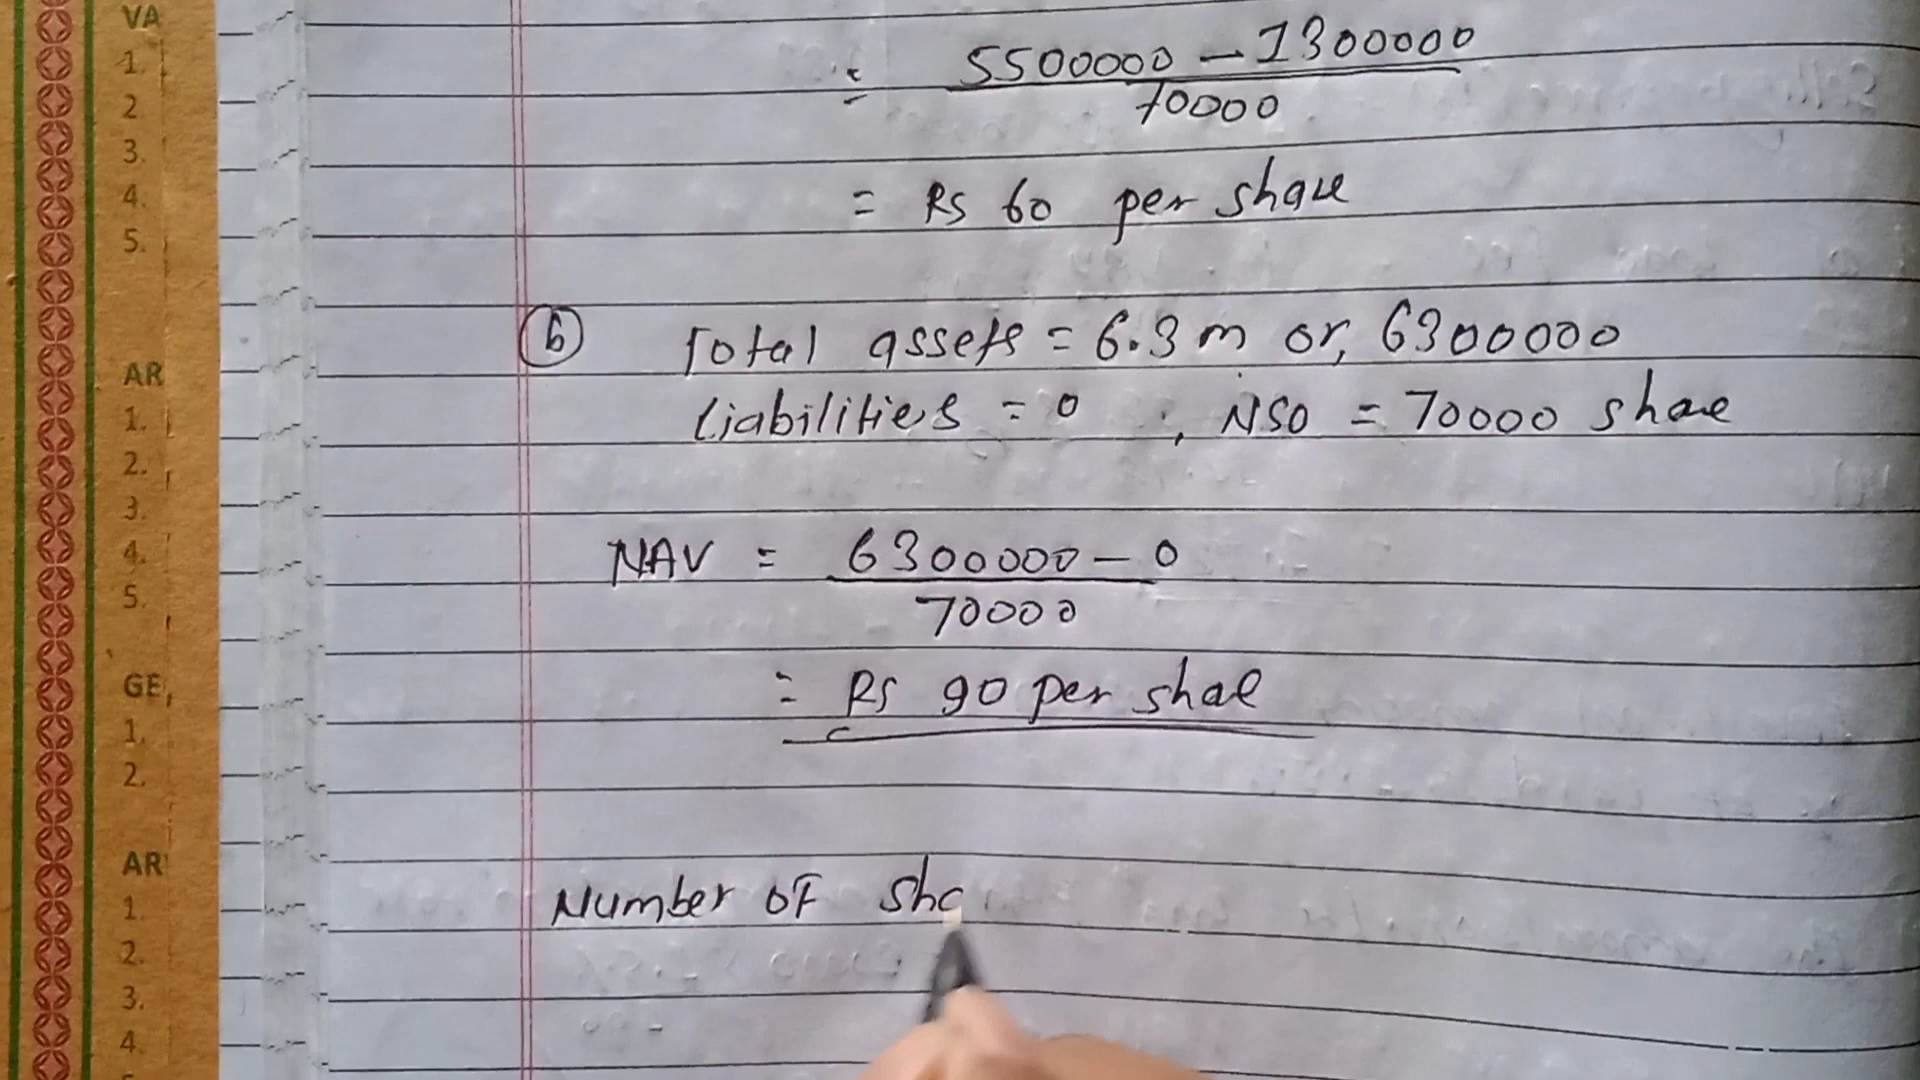 VA
1.
2
3.
4.
5.
AR
1.
2.
3.
4.
5.
GE,
1.
2.
AR
1.
2.
3.
4.
= 5500000 - 1300000
70000
= Rs 60 per share
b Total assets = 6.3 m or, 6300000
Liabilities = 0 , NSO = 70000 share
NAV = 6300000 - 0
70000
= Rs 90 per shae
Number OF Sha